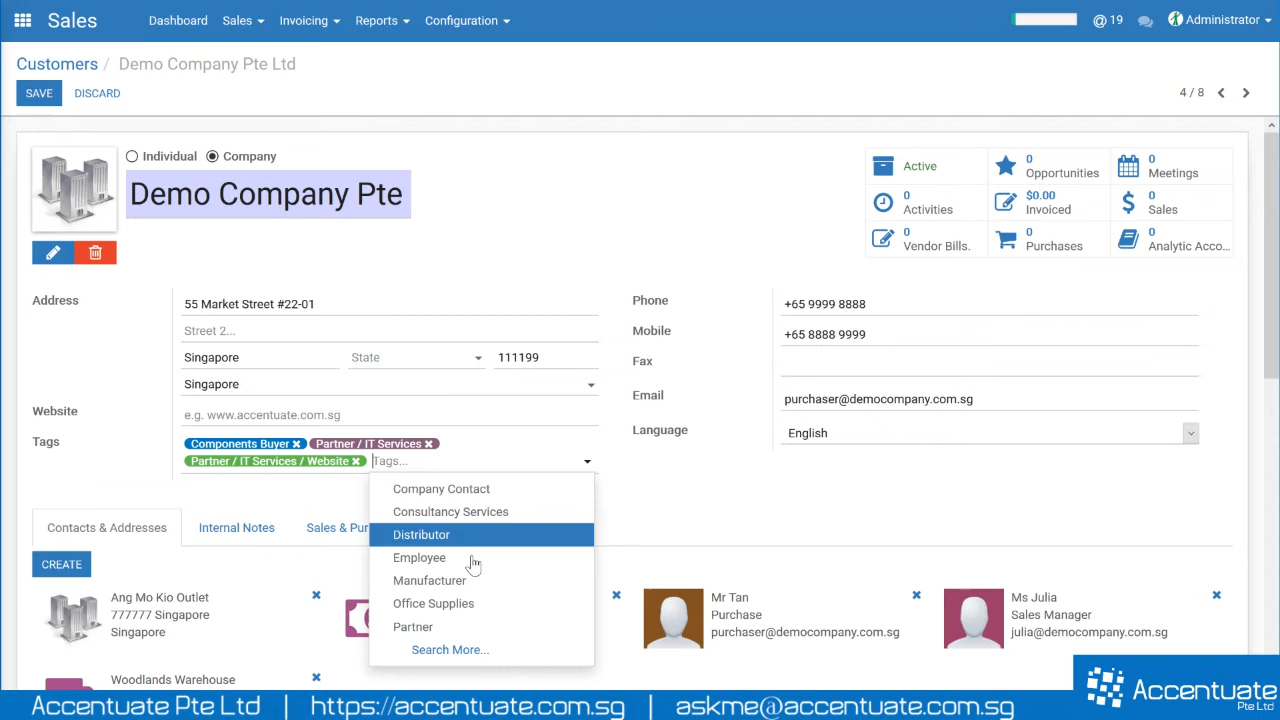 Sales
Dashboard
Sales
Invoicing
Reports
Configuration
@ 19
Administrator
Customers / Demo Company Pte Ltd
SAVE
DISCARD
4 / 8
Individual
Company
Demo Company Pte
Active
0
Opportunities
0
Meetings
0
Activities
$0.00
Invoiced
0
Sales
0
Vendor Bills.
0
Purchases
0
Analytic Acco...
Address
55 Market Street #22-01
Street 2...
Singapore
State
111199
Singapore
Website
e.g. www.accentuate.com.sg
Tags
Components Buyer
Partner / IT Services
Partner / IT Services / Website
Tags...
Phone
+65 9999 8888
Mobile
+65 8888 9999
Fax
Email
purchaser@democompany.com.sg
Language
English
Company Contact
Consultancy Services
Distributor
Employee
Manufacturer
Office Supplies
Partner
Search More...
Contacts & Addresses
Internal Notes
Sales & Pur
CREATE
Ang Mo Kio Outlet
777777 Singapore
Singapore
Mr Tan
Purchase
purchaser@democompany.com.sg
Ms Julia
Sales Manager
julia@democompany.com.sg
Woodlands Warehouse
Accentuate Pte Ltd | https://accentuate.com.sg | askme@accentuate.com.sg
Accentuate
Pte Ltd